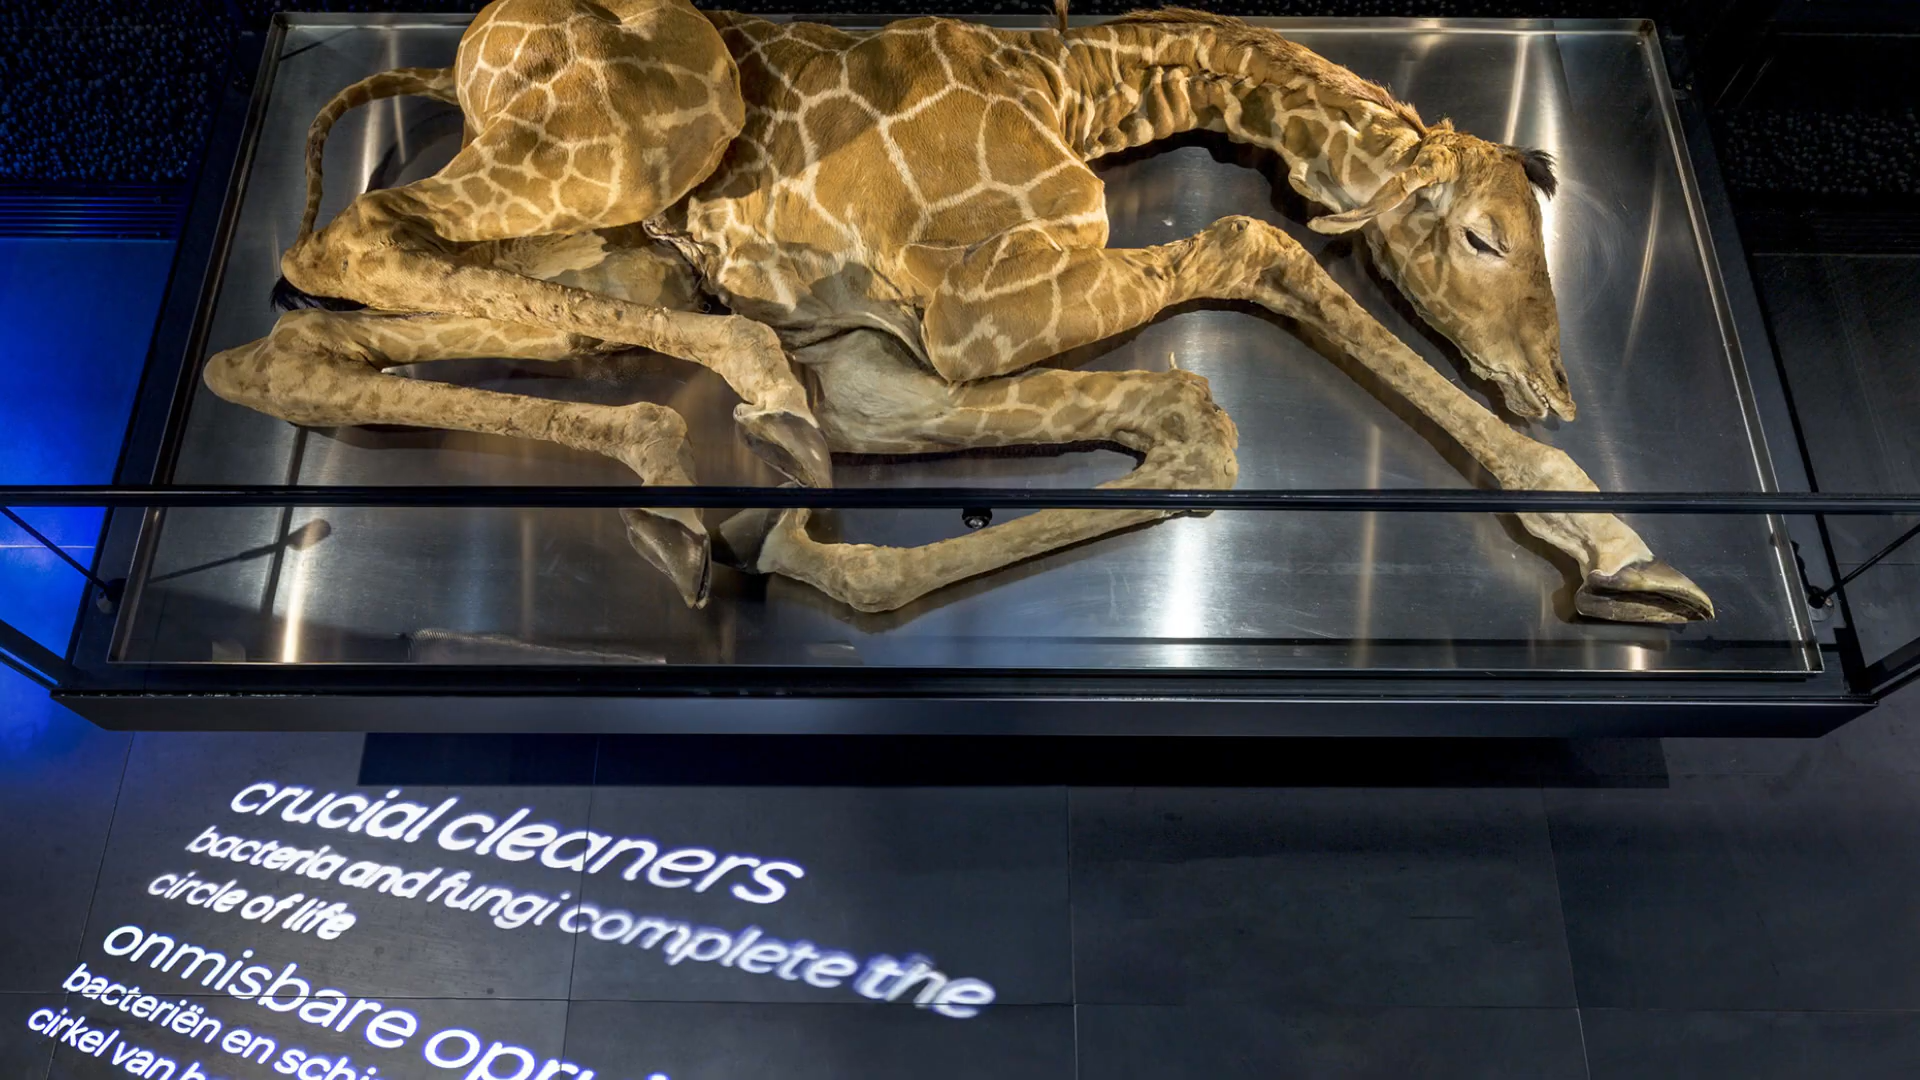 crucial cleaners
bacteria and fungi complete the
circle of life
onmisbare
bacteriën en
cirkel van